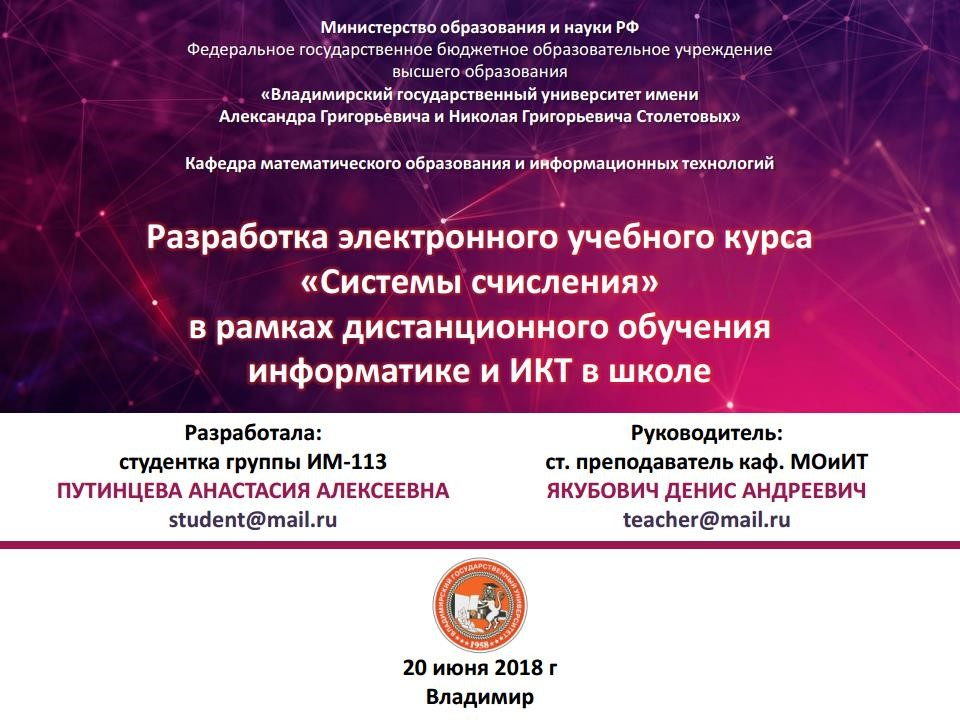 Министерство образования и науки РФ
Федеральное государственное бюджетное образовательное учреждение
высшего образования
«Владимирский государственный университет имени
Александра Григорьевича и Николая Григорьевича Столетовых»
Кафедра математического образования и информационных технологий
Разработка электронного учебного курса
«Системы счисления»
в рамках дистанционного обучения
информатике и ИКТ в школе
Разработала:
студентка группы ИМ-113
ПУТИНЦЕВА АНАСТАСИЯ АЛЕКСЕЕВНА
student@mail.ru
Руководитель:
ст. преподаватель каф. МОиИТ
ЯКУБОВИЧ ДЕНИС АНДРЕЕВИЧ
teacher@mail.ru
ВЛАДИМИРСКИЙ ГОСУДАРСТВЕННЫЙ УНИВЕРСИТЕТ
1958
20 июня 2018 г
Владимир